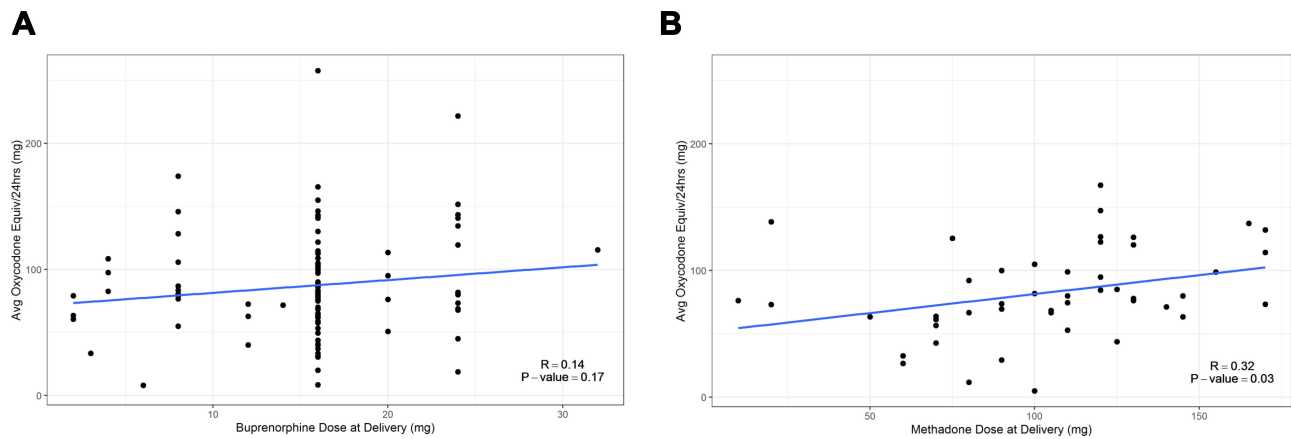 A
B
Avg Oxycodone Equiv/24hrs (mg)
200
100
0
R = 0.14
P − value = 0.17
10
20
30
Buprenorphine Dose at Delivery (mg)
Avg Oxycodone Equiv/24hrs (mg)
200
100
0
R = 0.32
P − value = 0.03
50
100
150
Methadone Dose at Delivery (mg)